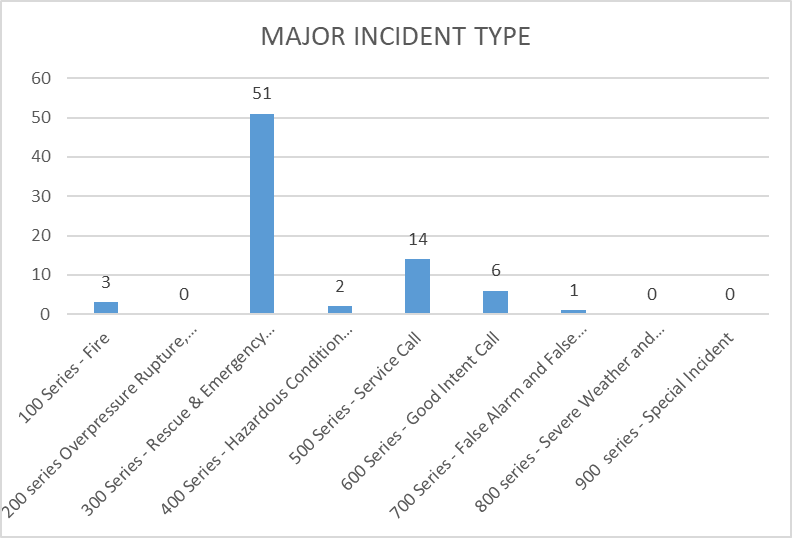 MAJOR INCIDENT TYPE
60
50
40
30
20
10
0
3
0
51
2
14
6
1
0
0
100 Series - Fire
200 series Overpressure Rupture,...
300 Series - Rescue & Emergency...
400 Series - Hazardous Condition...
500 Series - Service Call
600 Series - Good Intent Call
700 Series - False Alarm and False...
800 series - Severe Weather and...
900  series - Special Incident